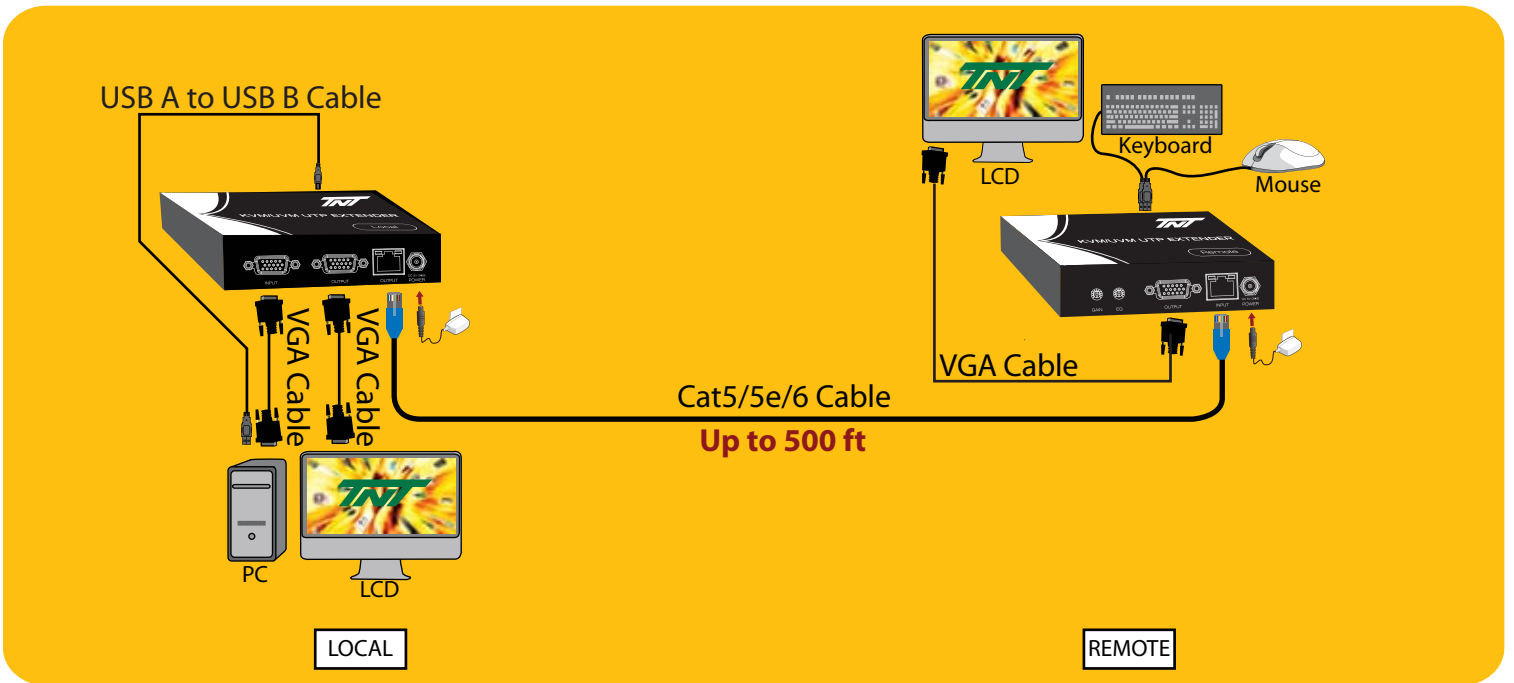 USB A to USB B Cable
TNT
KVM/UVM UTP EXTENDER
Local
INPUT
OUTPUT
OUTPUT
POWER
VGA Cable
VGA Cable
PC
TNT
LCD
LOCAL
Cat5/5e/6 Cable
Up to 500 ft
TNT
LCD
Keyboard
Mouse
TNT
KVM/UVM UTP EXTENDER
Remote
GAIN
EQ
OUTPUT
INPUT
POWER
VGA Cable
REMOTE